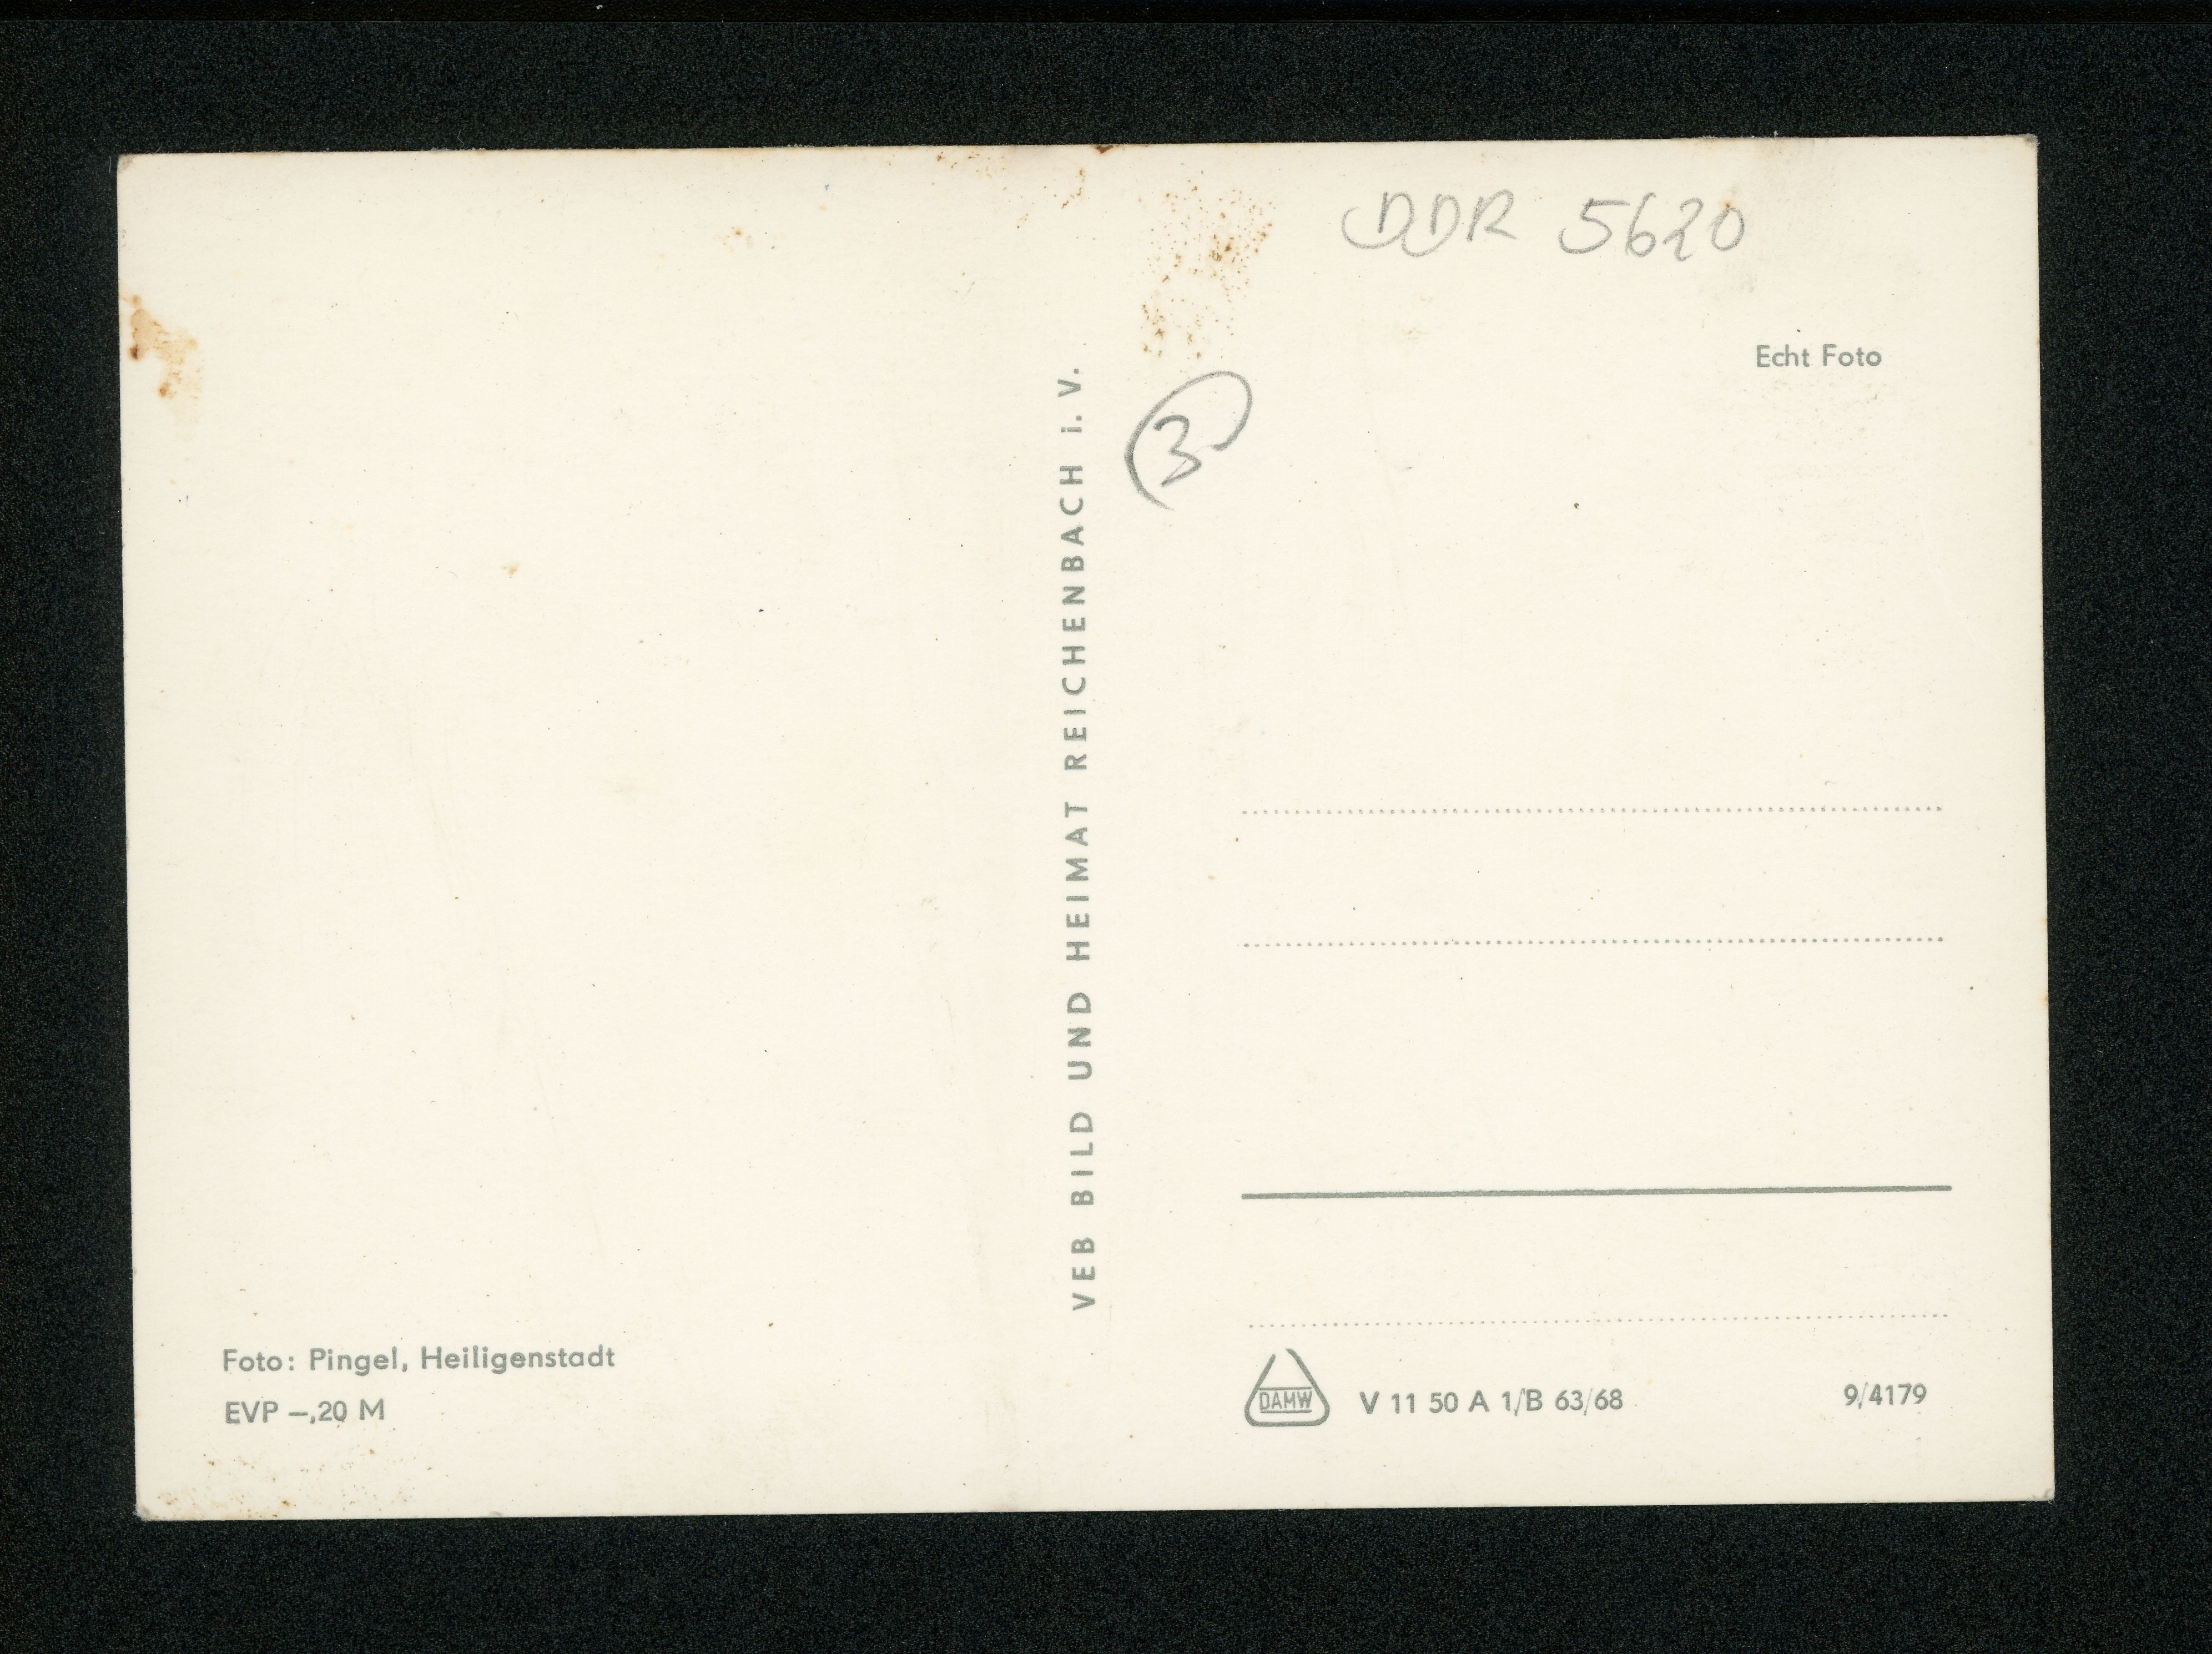 DDR 5620
Echt Foto
3
VEB BILD UND HEIMAT REICHENBACH i. V.
Foto: Pingel, Heiligenstadt
EVP –,20 M
DAMW V 11 50 A 1/B 63/68 9/4179